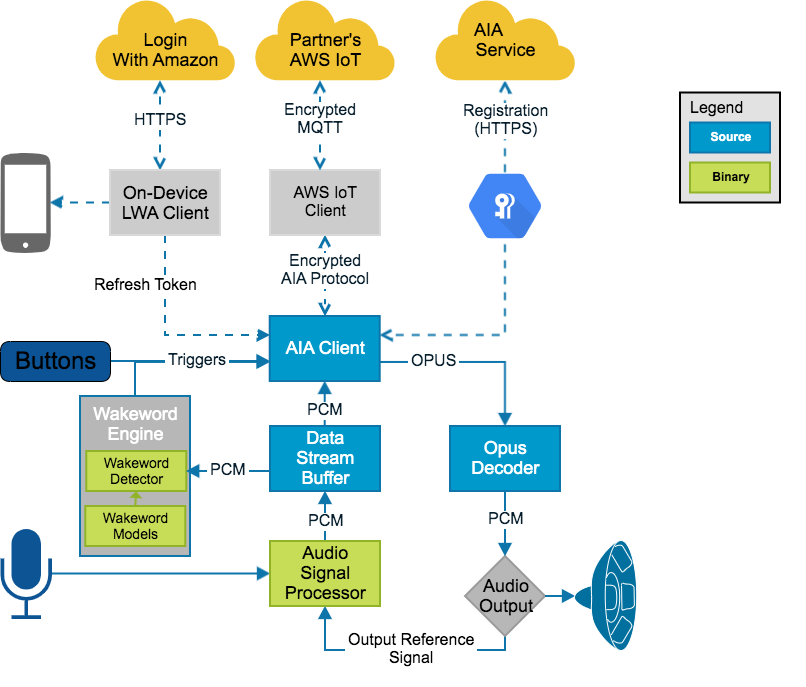 Login
With Amazon
Partner's
AWS IoT
AIA
Service
HTTPS
Encrypted
MQTT
Registration
(HTTPS)
Legend
Source
Binary
On-Device
LWA Client
AWS IoT
Client
Refresh Token
Encrypted
AIA Protocol
Buttons
Triggers
AIA Client
OPUS
PCM
Wakeword
Engine
Wakeword
Detector
Wakeword
Models
PCM
Data
Stream
Buffer
Opus
Decoder
PCM
PCM
Audio
Signal
Processor
Audio
Output
Output Reference
Signal